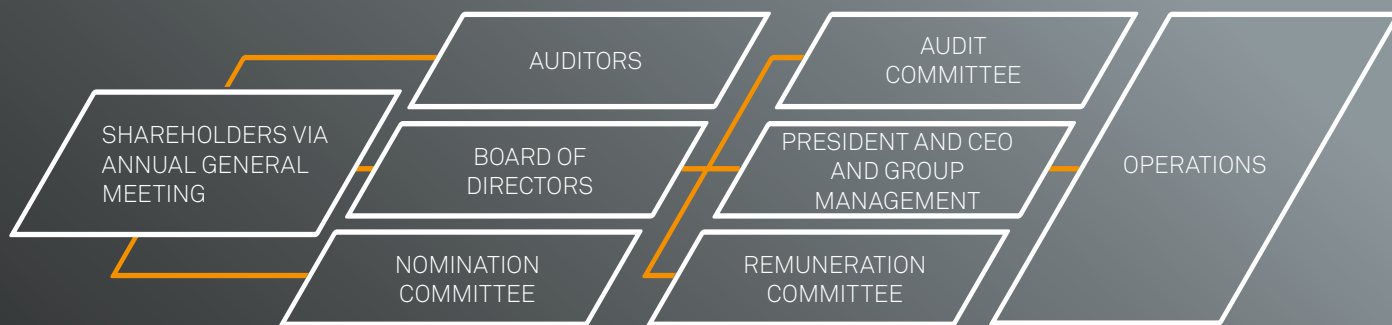 SHAREHOLDERS VIA
ANNUAL GENERAL
MEETING
AUDITORS
BOARD OF
DIRECTORS
NOMINATION
COMMITTEE
AUDIT
COMMITTEE
PRESIDENT AND CEO
AND GROUP
MANAGEMENT
REMUNERATION
COMMITTEE
OPERATIONS